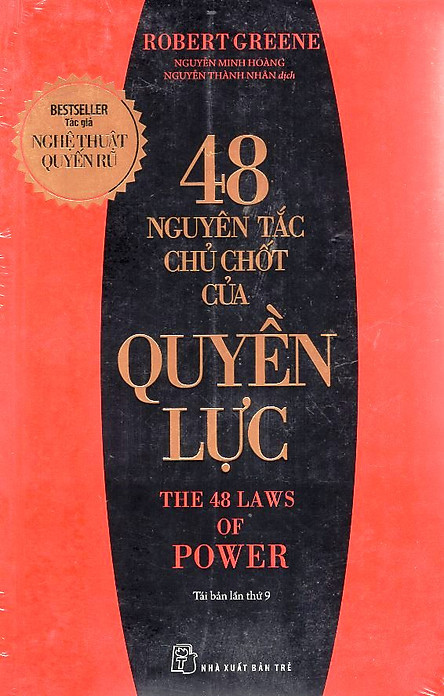 ROBERT GREENE
NGUYỄN MINH HOÀNG
NGUYỄN THÀNH NHÂN dịch
BESTSELLER
Tác giả
NGHỆ THUẬT
QUYẾN RŨ
48
NGUYÊN TẮC
CHỦ CHỐT
CỦA
QUYỀN
LỰC
THE 48 LAWS
OF
POWER
Tái bản lần thứ 9
NHÀ XUẤT BẢN TRẺ